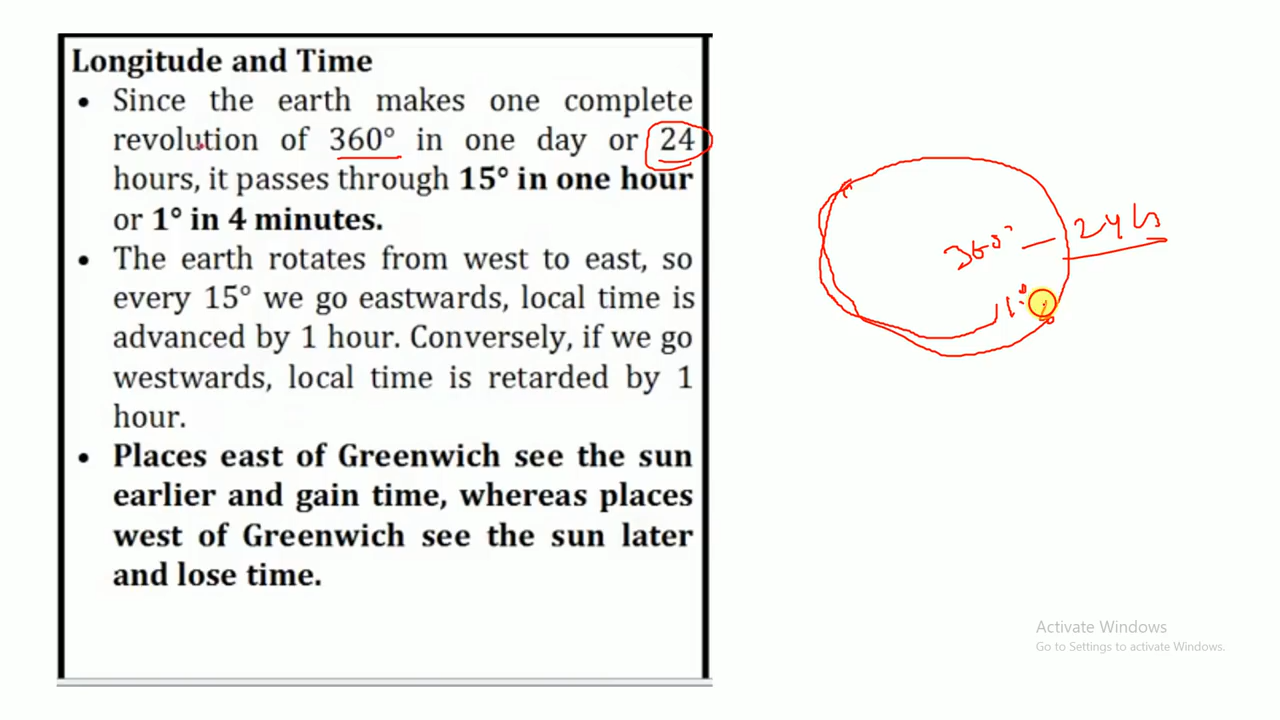 Longitude and Time
• Since the earth makes one complete
revolution of 360° in one day or 24
hours, it passes through 15° in one hour
or 1° in 4 minutes.
• The earth rotates from west to east, so
every 15° we go eastwards, local time is
advanced by 1 hour. Conversely, if we go
westwards, local time is retarded by 1
hour.
• Places east of Greenwich see the sun
earlier and gain time, whereas places
west of Greenwich see the sun later
and lose time.
360° — 24
1°
Activate Windows
Go to Settings to activate Windows.